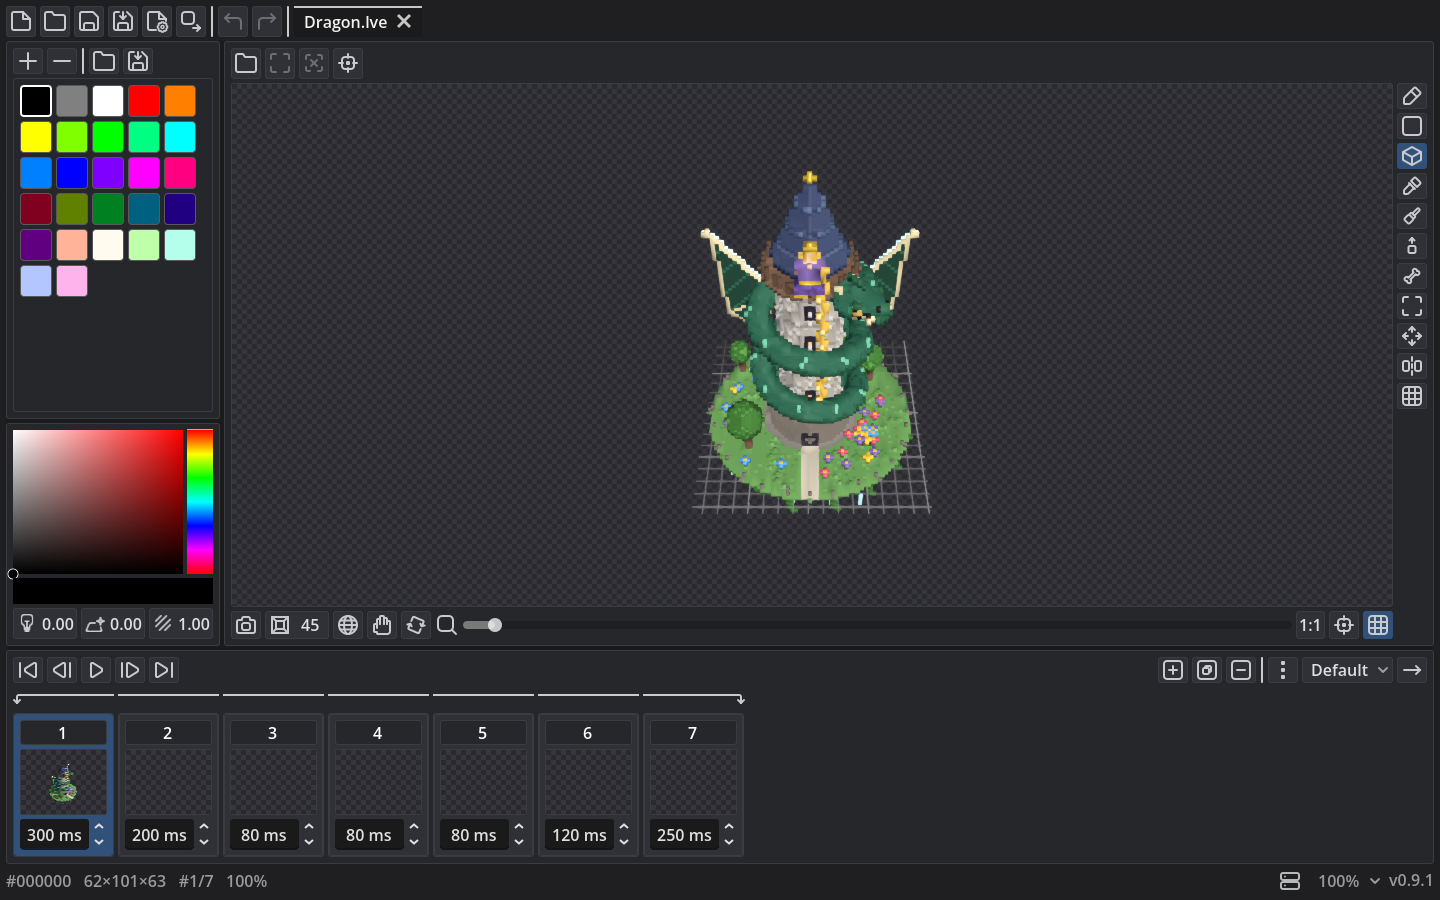 Dragon.lve
0.00 0.00 1.00
45
1:1
Default
1 2 3 4 5 6 7
300 ms 200 ms 80 ms 80 ms 80 ms 120 ms 250 ms
#000000 62×101×63 #1/7 100% 100% v0.9.1